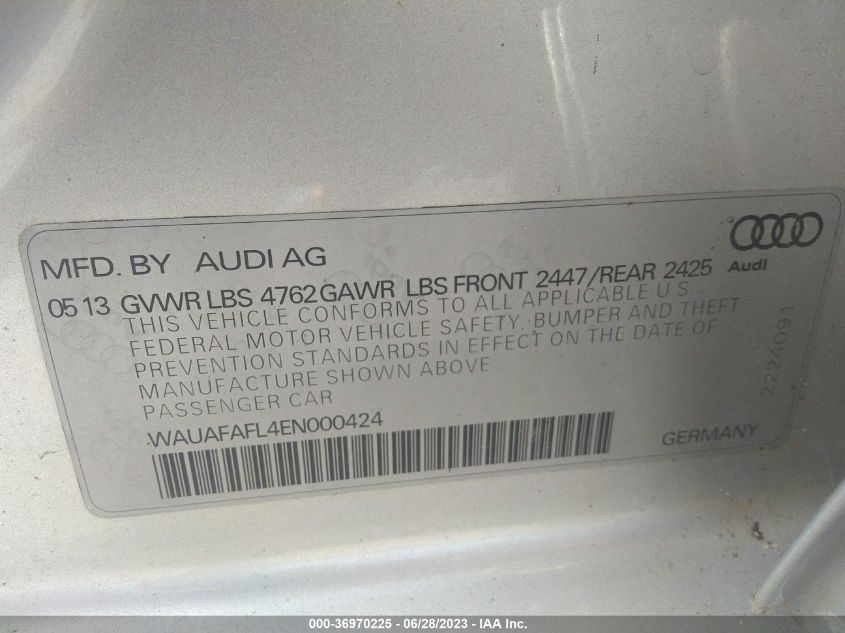 MFD. BY AUDI AG
Audi
05 13 GVWR LBS 4762 GAWR LBS FRONT 2447/REAR 2425
THIS VEHICLE CONFORMS TO ALL APPLICABLE U.S.
FEDERAL MOTOR VEHICLE SAFETY, BUMPER AND THEFT
PREVENTION STANDARDS IN EFFECT ON THE DATE OF
MANUFACTURE SHOWN ABOVE
PASSENGER CAR
WAUAFAFL4EN000424
GERMANY
2224091
000-36970225 - 06/28/2023 - IAA Inc.